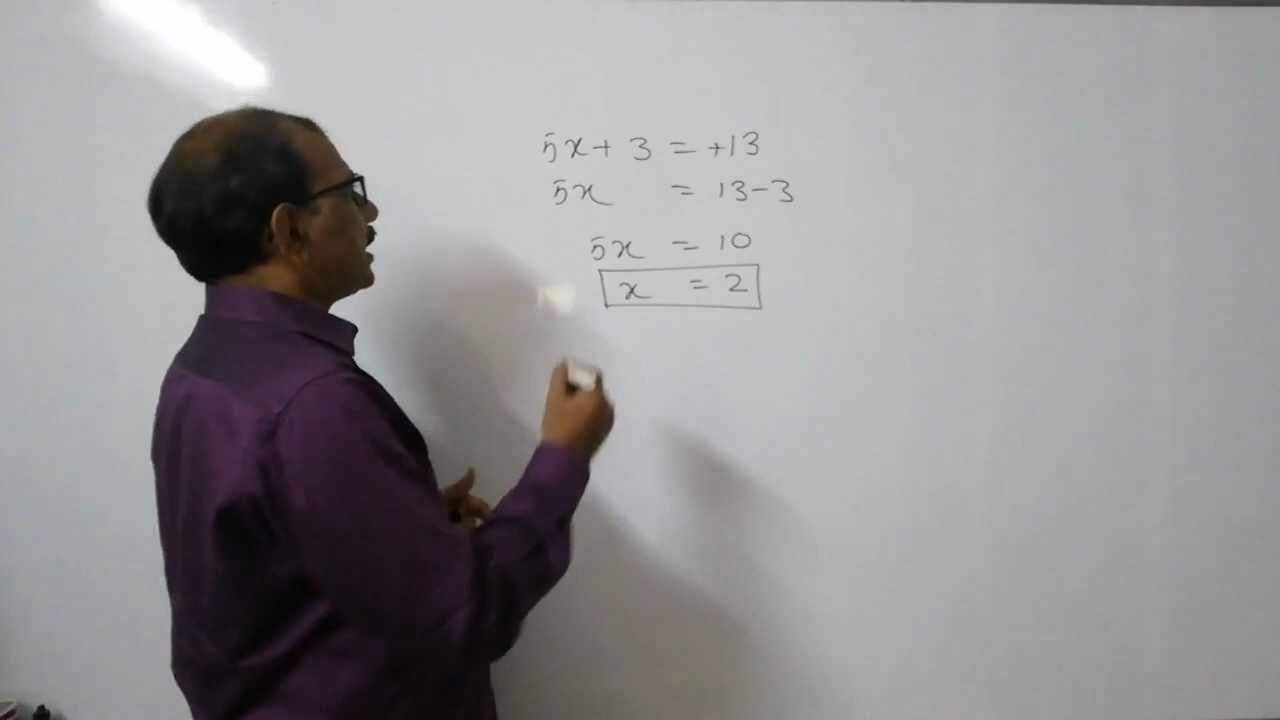 5x + 3 = +13
5x = 13-3
5x = 10
x = 2